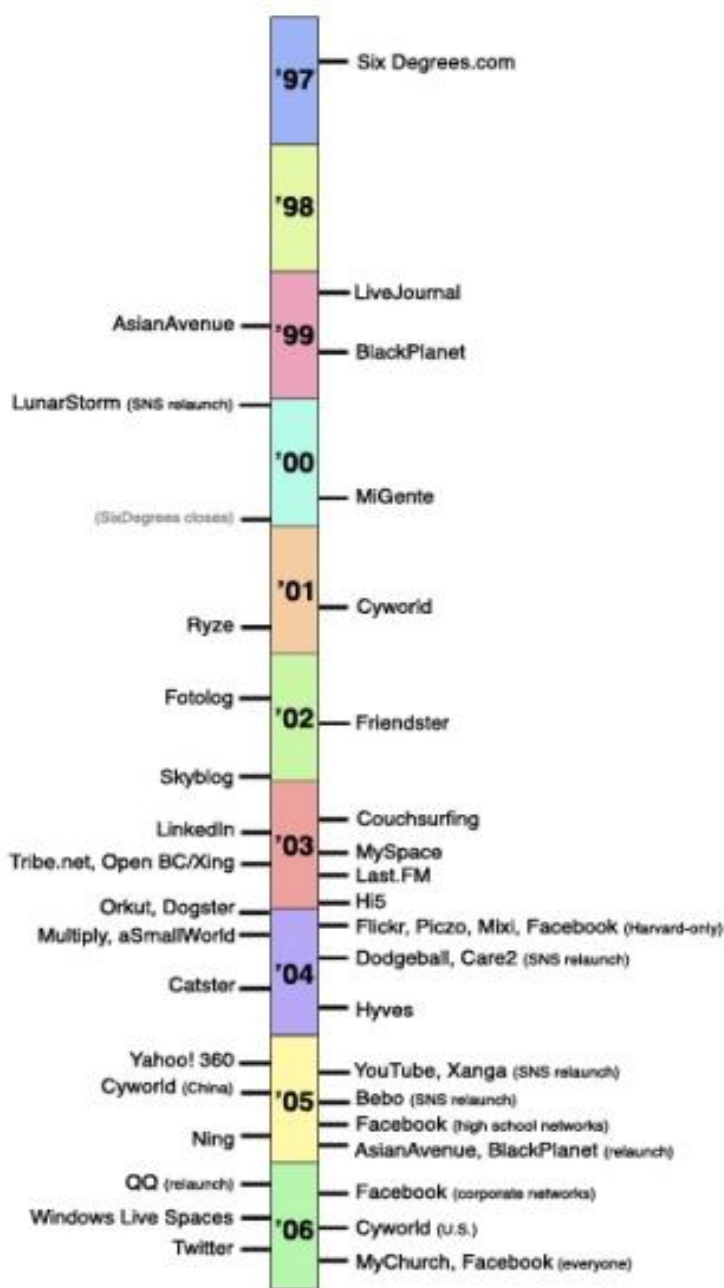 '97
Six Degrees.com
'98
LiveJournal
AsianAvenue
'99
BlackPlanet
LunarStorm (SNS relaunch)
'00
MiGente
(SixDegrees closes)
'01
Cyworld
Ryze
Fotolog
'02
Friendster
Skyblog
Couchsurfing
LinkedIn
'03
MySpace
Tribe.net, Open BC/Xing
Last.FM
Hi5
Orkut, Dogster
Flickr, Piczo, Mixi, Facebook (Harvard-only)
Multiply, aSmallWorld
Dodgeball, Care2 (SNS relaunch)
'04
Catster
Hyves
Yahoo! 360
YouTube, Xanga (SNS relaunch)
Cyworld (China)
'05
Bebo (SNS relaunch)
Facebook (high school networks)
Ning
AsianAvenue, BlackPlanet (relaunch)
QQ (relaunch)
Facebook (corporate networks)
Windows Live Spaces
'06
Cyworld (U.S.)
Twitter
MyChurch, Facebook (everyone)